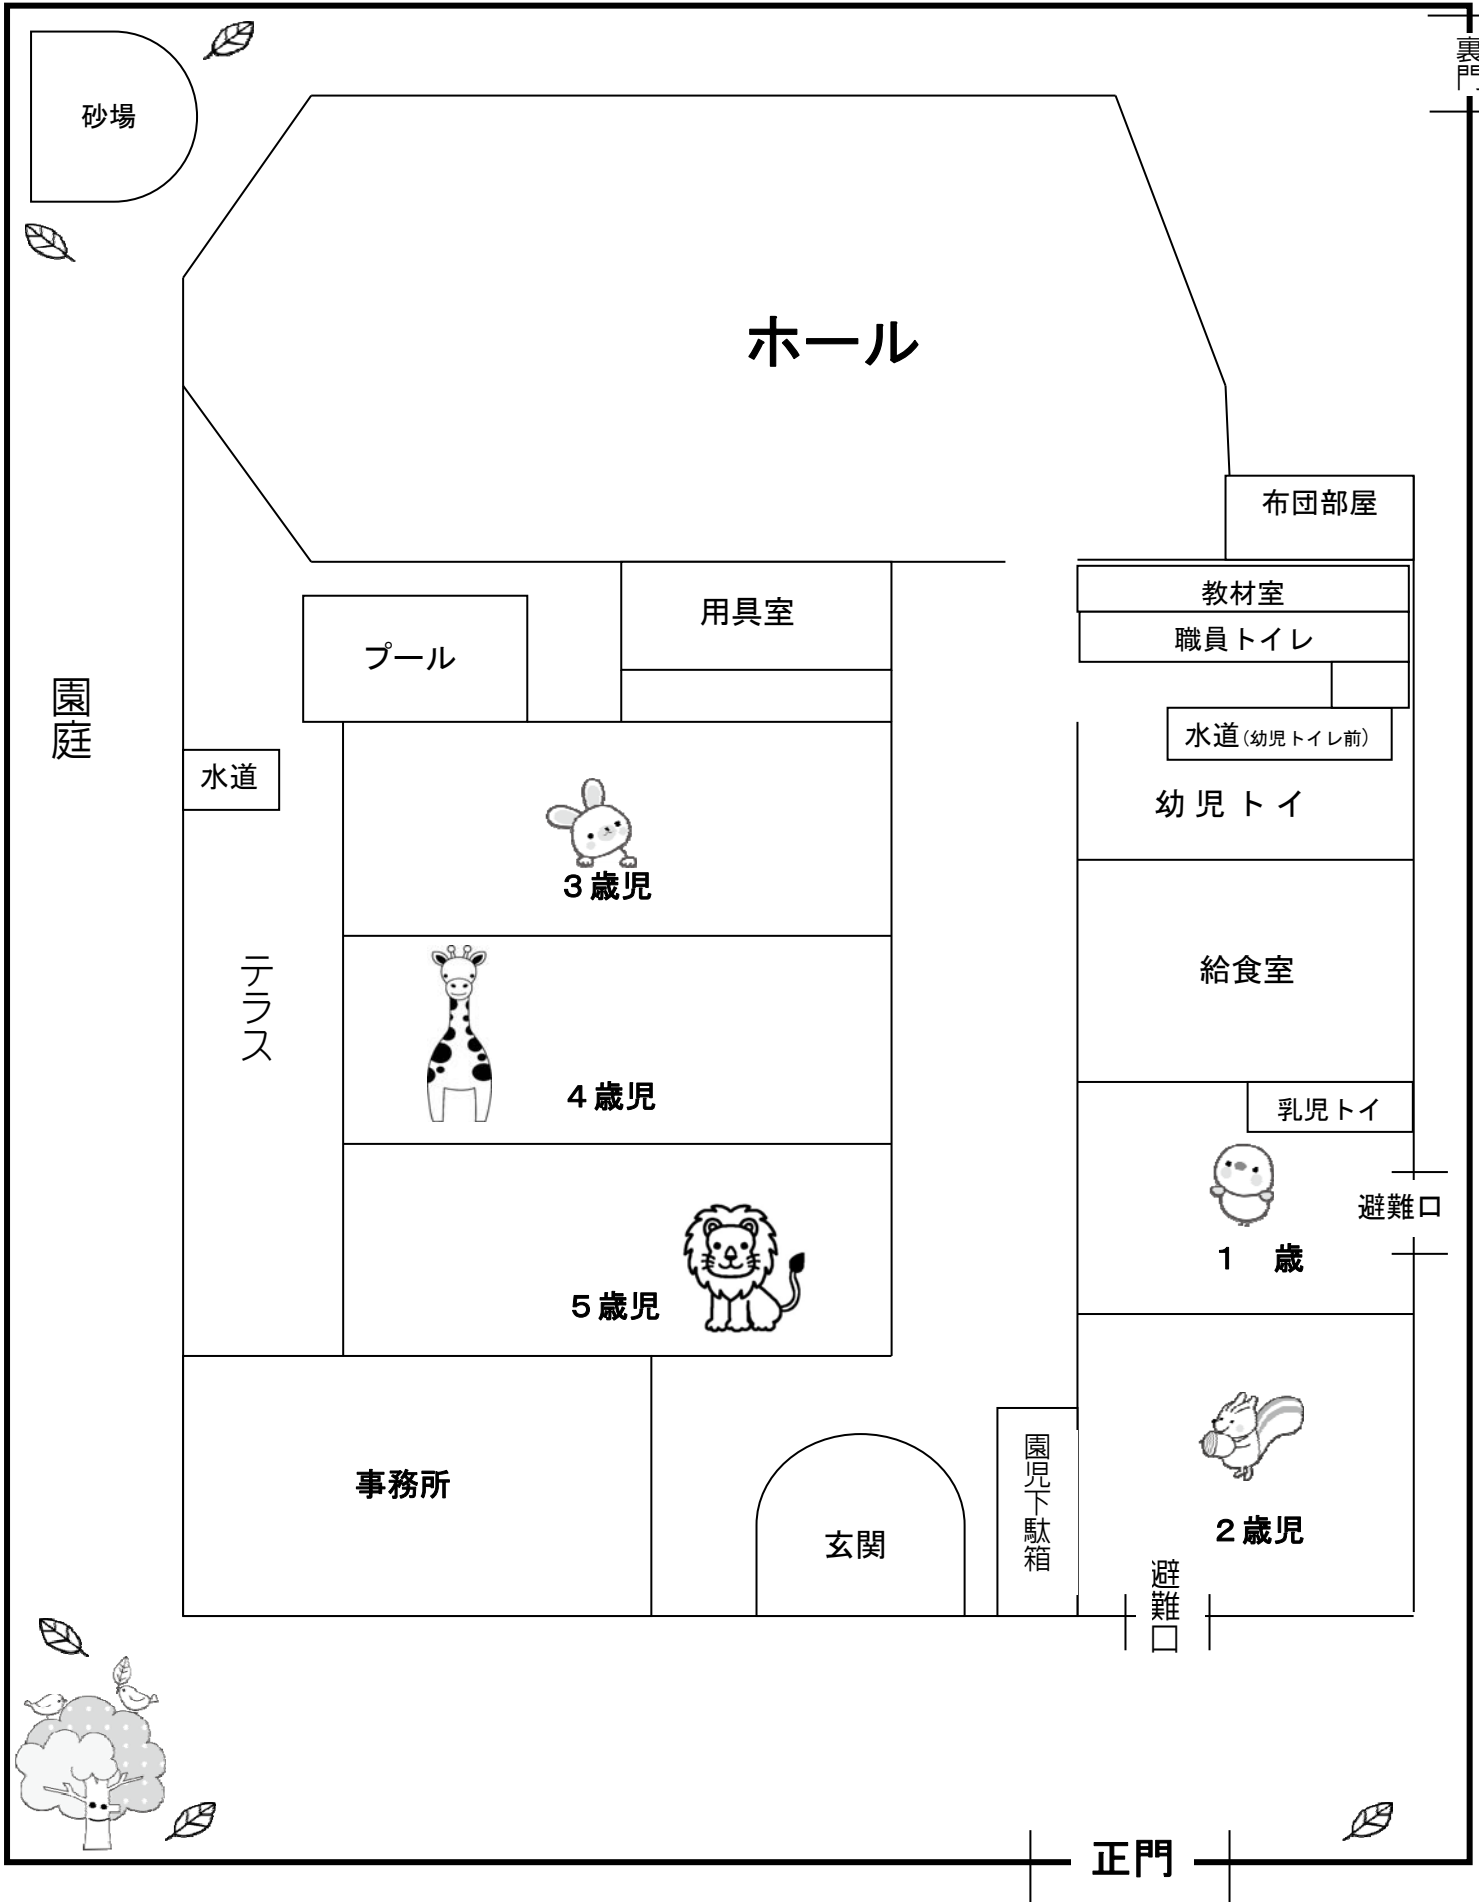 裏門
砂場
ホール
布団部屋
教材室
用具室
職員トイレ
プール
園庭
水道(幼児トイレ前)
水道
幼児トイ
3歳児
テラス
給食室
4歳児
乳児トイ
避難口
1 歳
5歳児
園児下駄箱
事務所
玄関
2歳児
避難口
正門